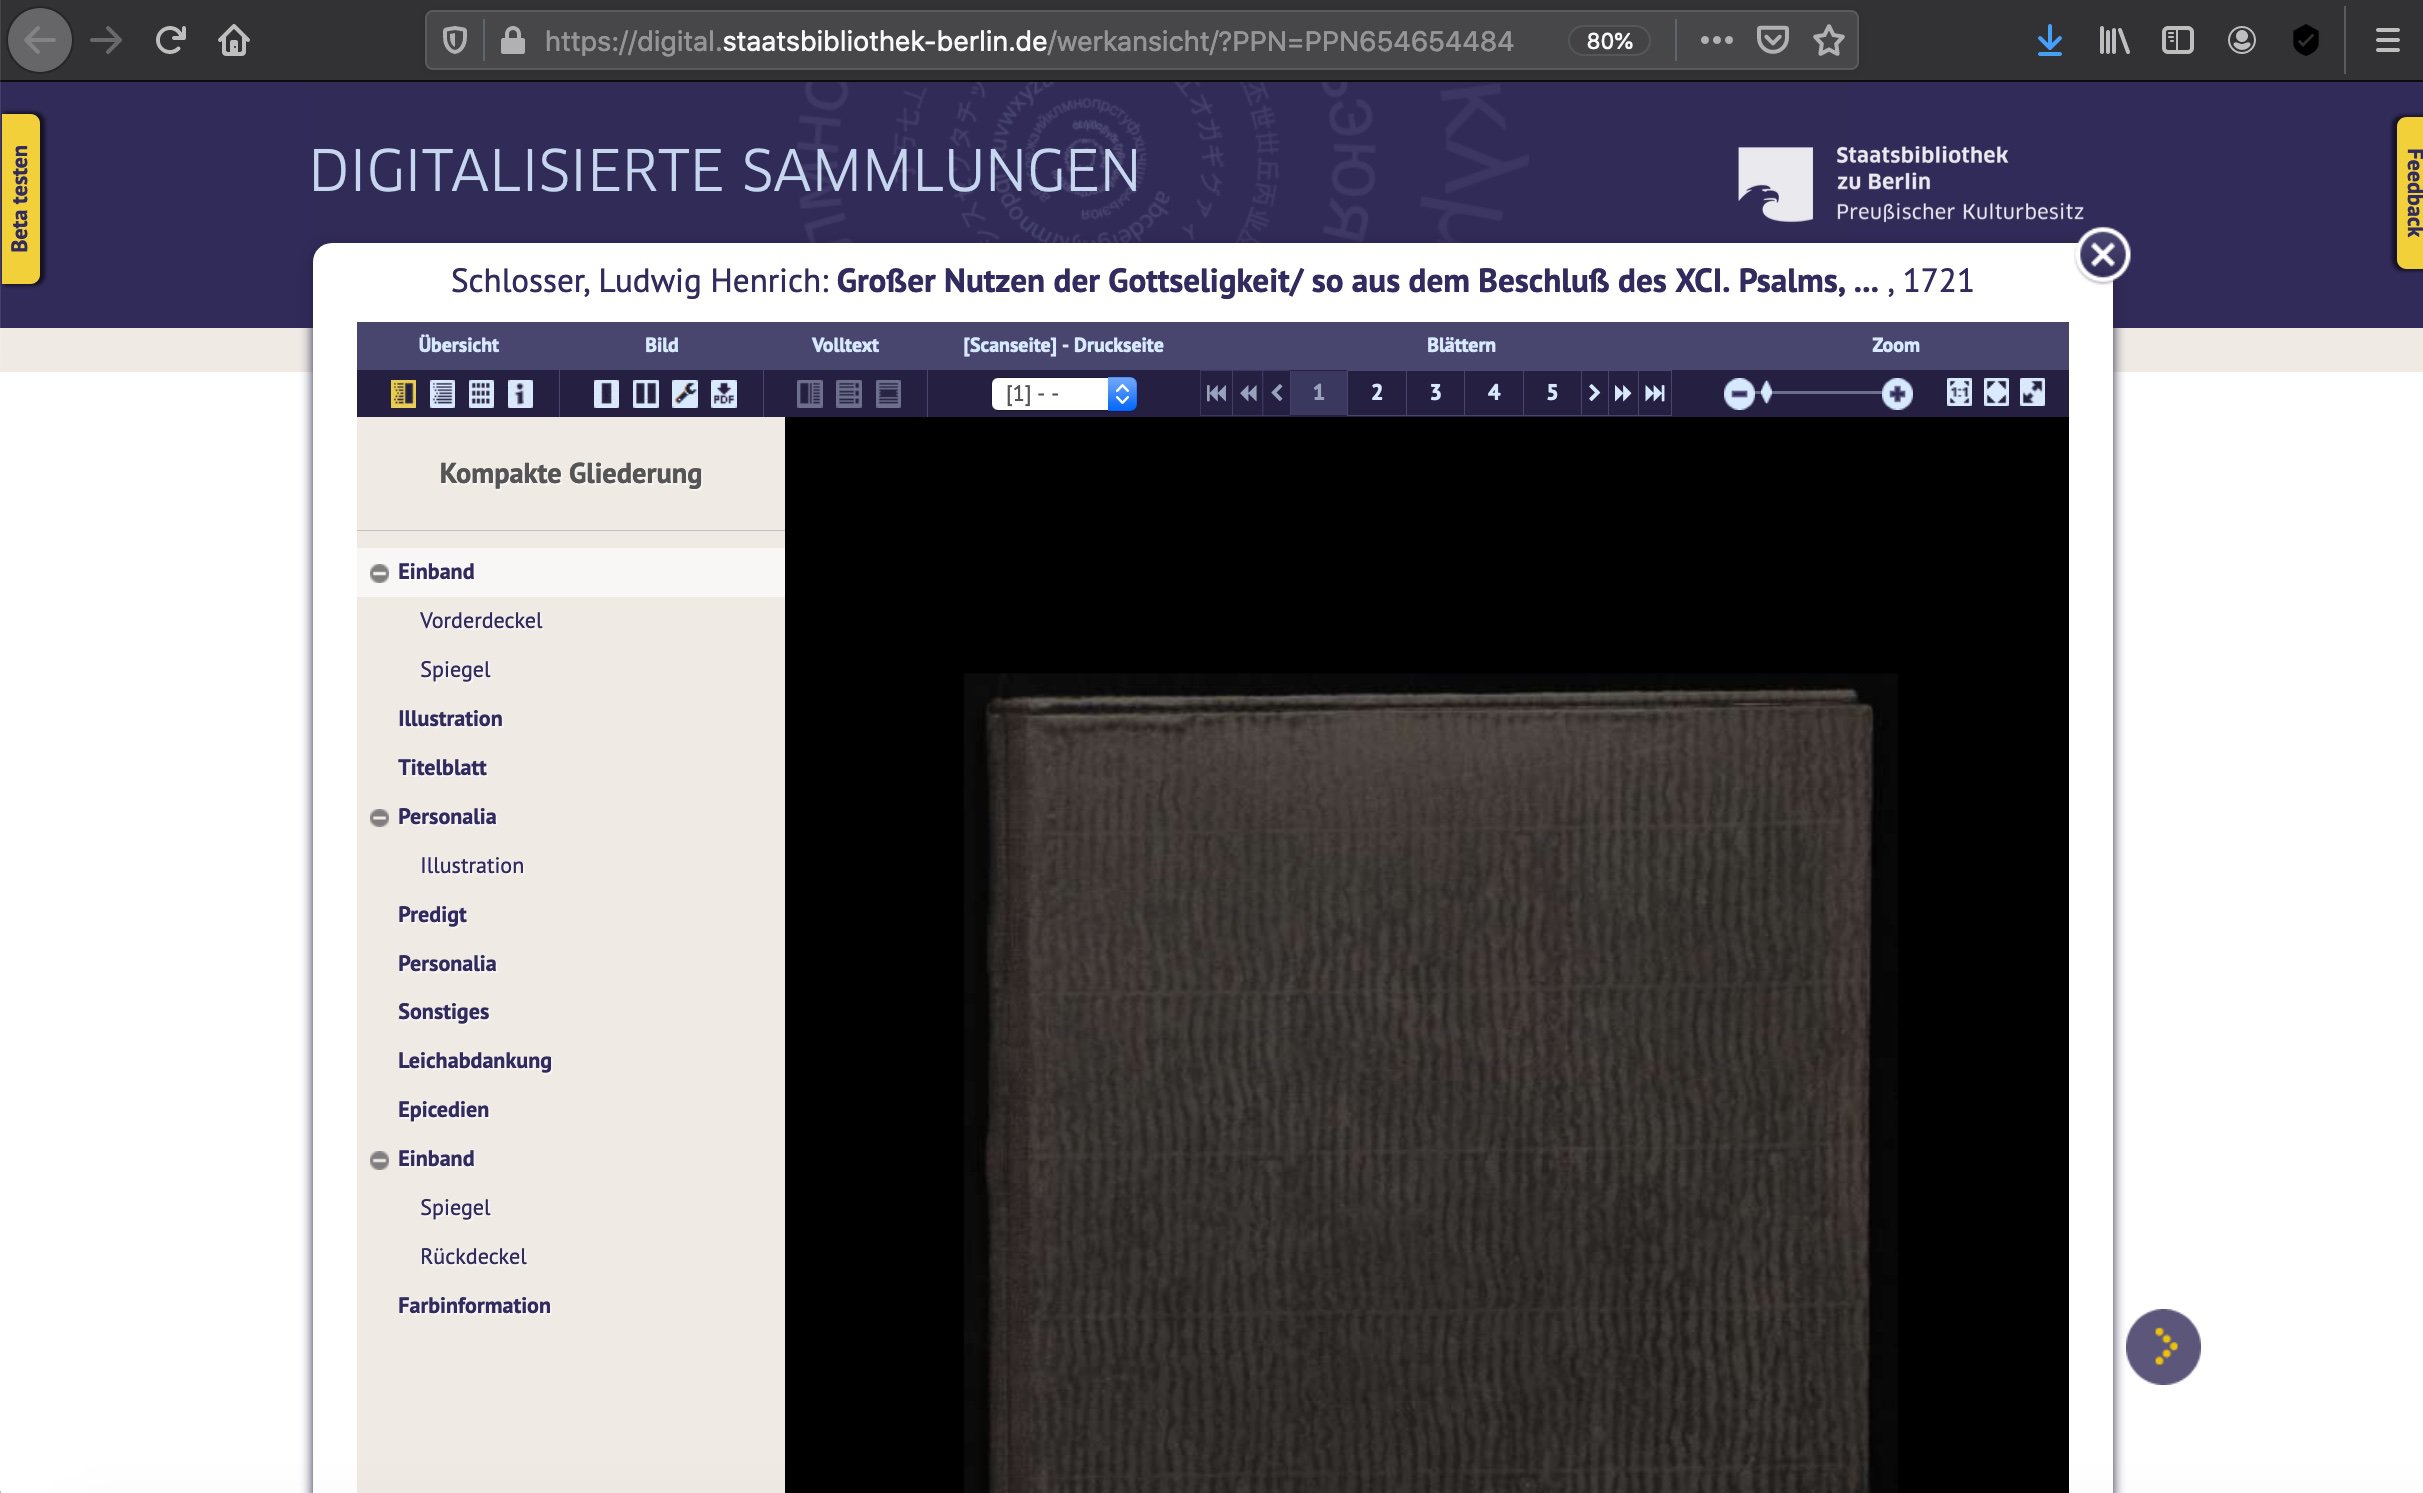 https://digital.staatsbibliothek-berlin.de/werkansicht/?PPN=PPN654654484
80%
Beta testen
Feedback
DIGITALISIERTE SAMMLUNGEN
Staatsbibliothek
zu Berlin
Preußischer Kulturbesitz
Schlosser, Ludwig Henrich: Großer Nutzen der Gottseligkeit/ so aus dem Beschluß des XCI. Psalms, ... , 1721
Übersicht Bild Volltext [Scanseite] - Druckseite Blättern Zoom
PDF [1] - - 1 2 3 4 5 1:1
Kompakte Gliederung
Einband
Vorderdeckel
Spiegel
Illustration
Titelblatt
Personalia
Illustration
Predigt
Personalia
Sonstiges
Leichabdankung
Epicedien
Einband
Spiegel
Rückdeckel
Farbinformation